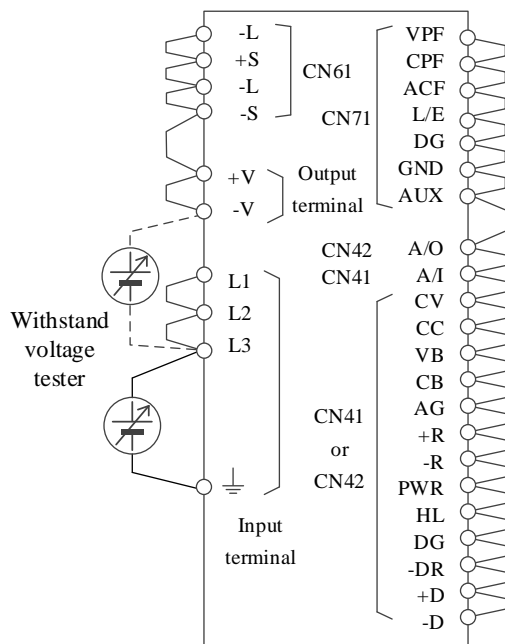 -L
+S
-L
-S
CN61
+V
-V
Output
terminal
Withstand
voltage
tester
L1
L2
L3
Input
terminal
VPF
CPF
ACF
L/E
DG
GND
AUX
CN71
CN42
A/O
CN41
A/I
CV
CC
VB
CB
AG
+R
-R
PWR
HL
DG
-DR
+D
-D
CN41
or
CN42